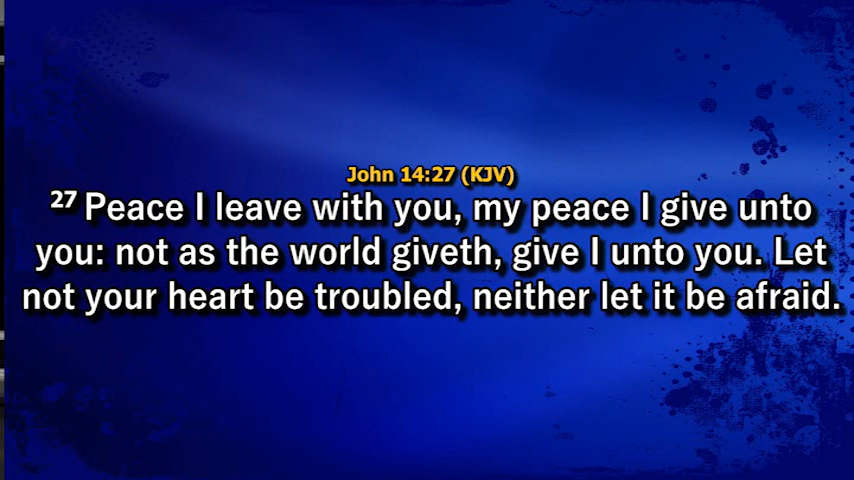 John 14:27 (KJV)
27 Peace I leave with you, my peace I give unto
you: not as the world giveth, give I unto you. Let
not your heart be troubled, neither let it be afraid.